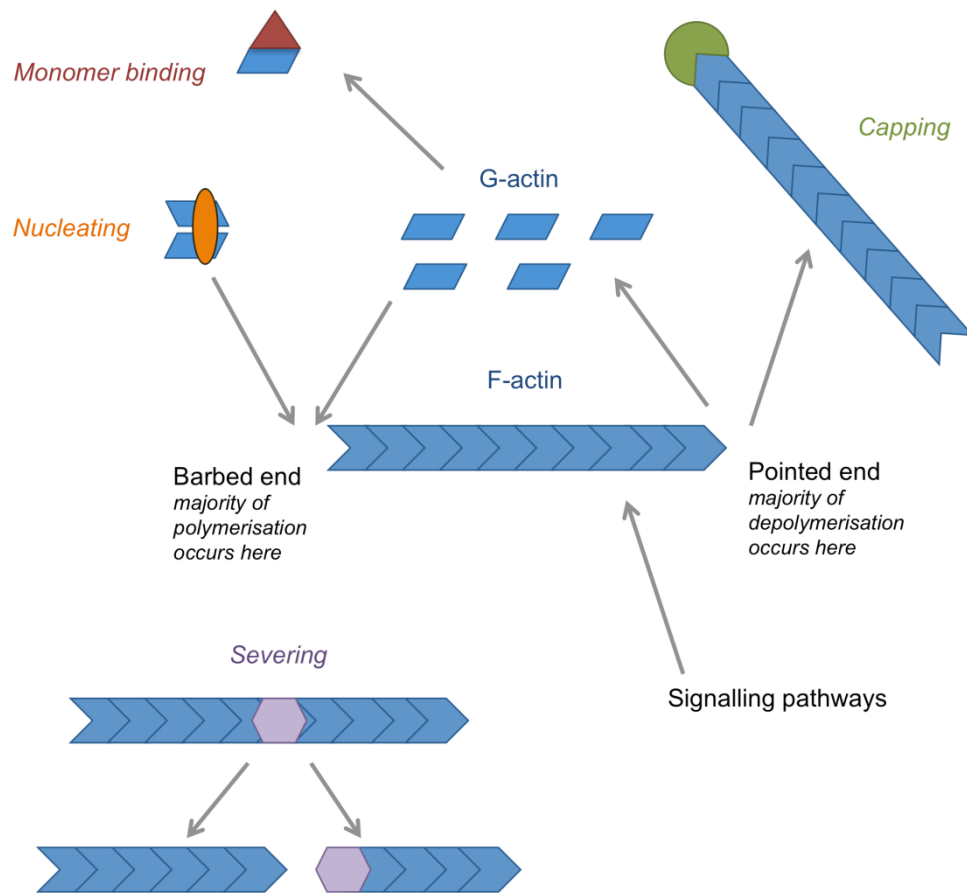 Monomer binding
Capping
G-actin
Nucleating
F-actin
Barbed end
majority of
polymerisation
occurs here
Pointed end
majority of
depolymerisation
occurs here
Severing
Signalling pathways